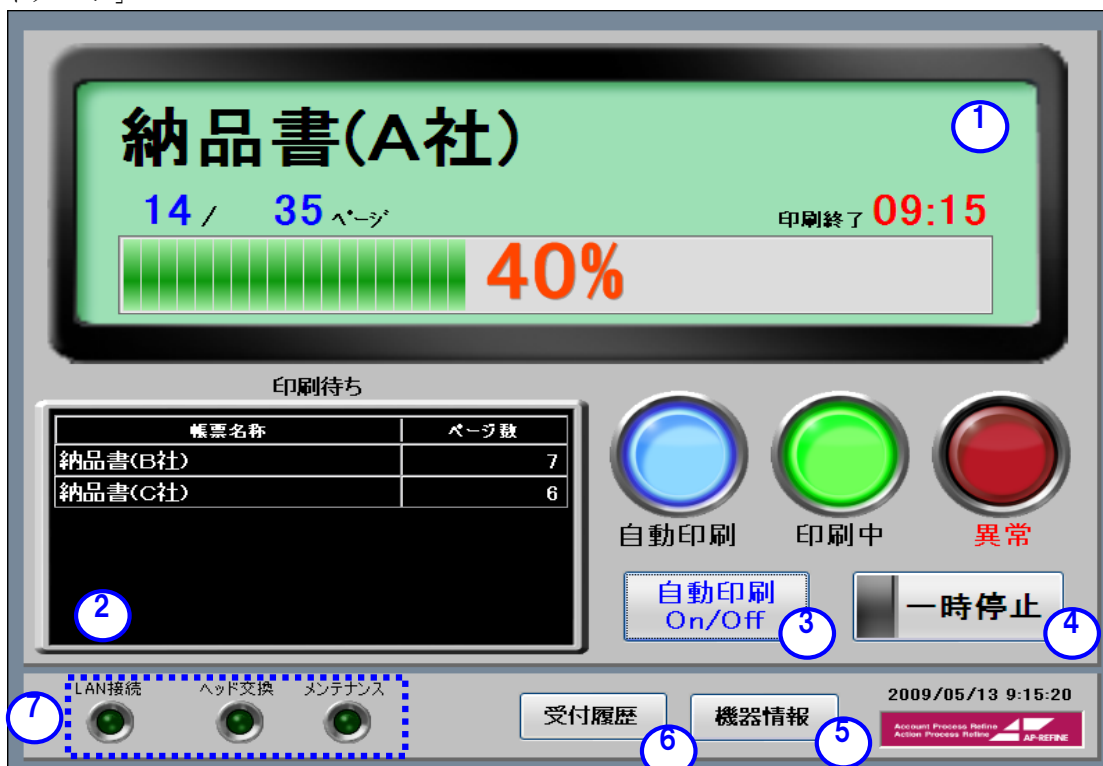 納品書(A社)
1
14 / 35 ページ
印刷終了 09:15
40%
印刷待ち
帳票名称 ページ数
納品書(B社) 7
納品書(C社) 6
2
自動印刷 印刷中 異常
自動印刷
On/Off
3
一時停止
4
LAN接続 ヘッド交換 メンテナンス
7
受付履歴
6
機器情報
5
2009/05/13 9:15:20
Account Process Refine
Action Process Refine
AP-REFINE